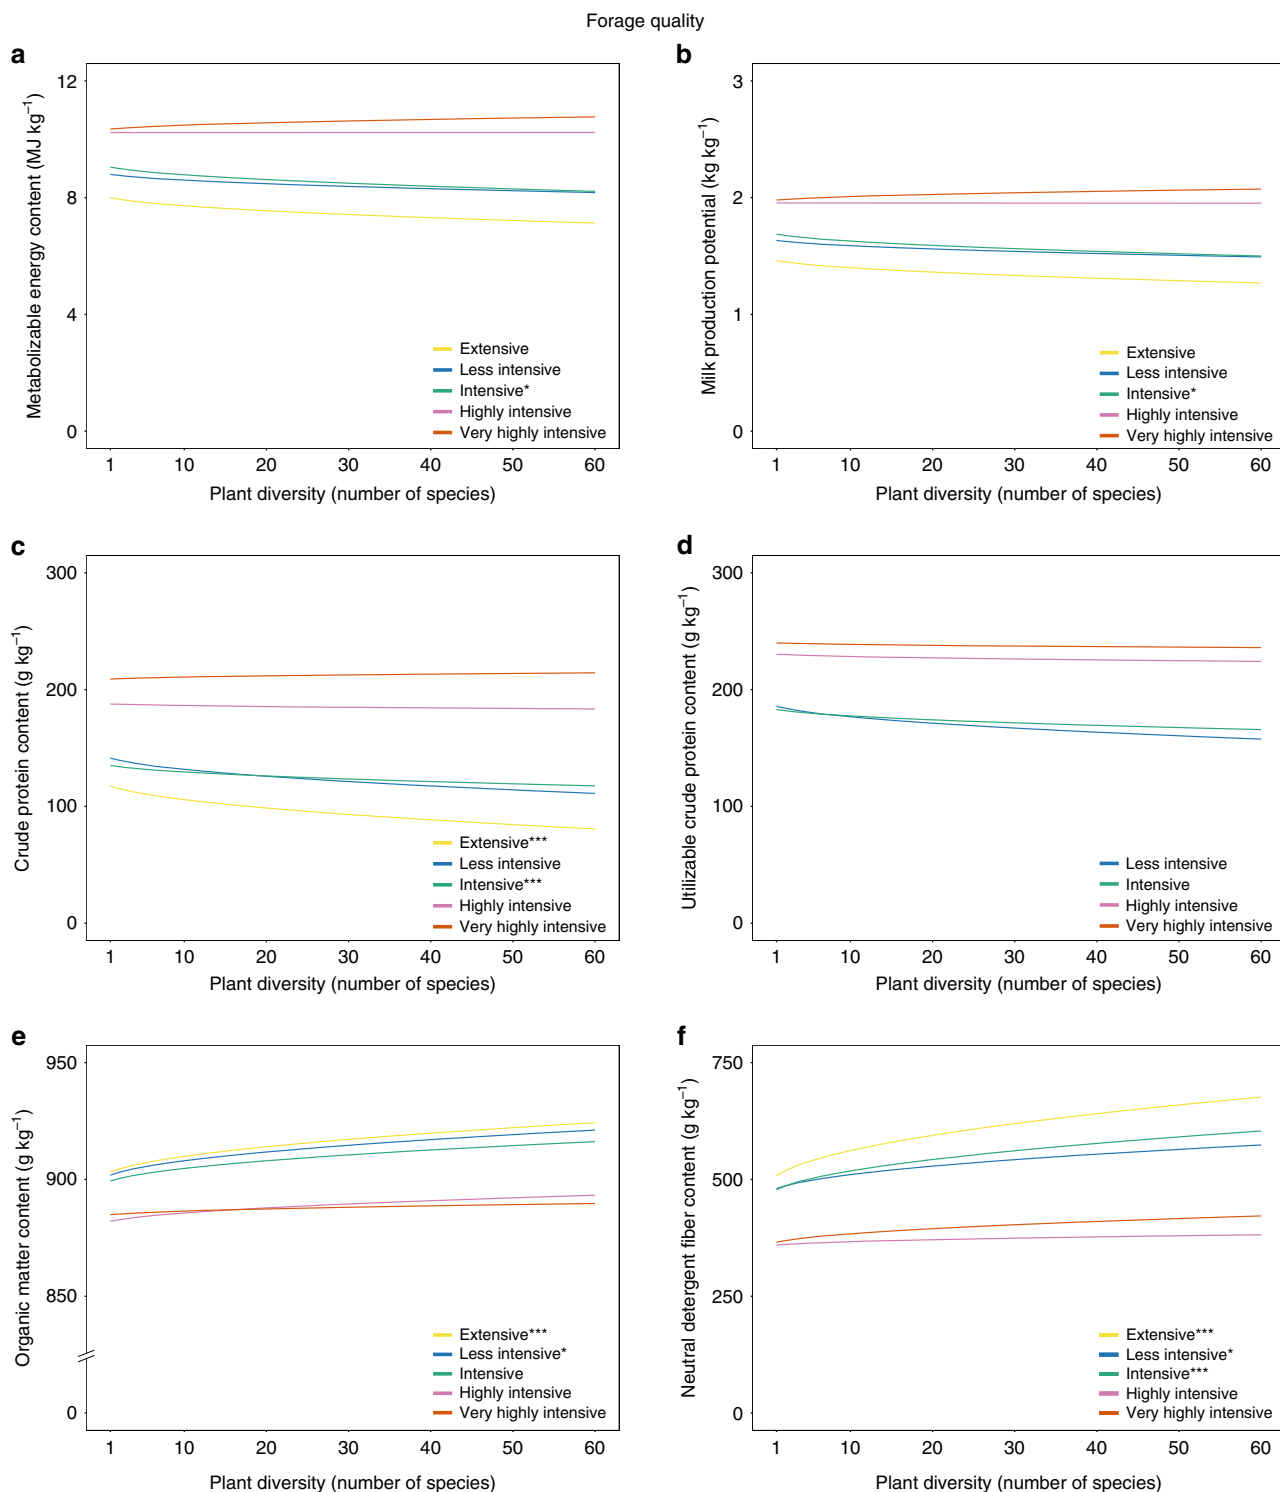 Forage quality
a
Metabolizable energy content (MJ kg⁻¹)
12
8
4
0
Extensive
Less intensive
Intensive*
Highly intensive
Very highly intensive
1 10 20 30 40 50 60
Plant diversity (number of species)
b
Milk production potential (kg kg⁻¹)
3
2
1
0
Extensive
Less intensive
Intensive*
Highly intensive
Very highly intensive
1 10 20 30 40 50 60
Plant diversity (number of species)
c
Crude protein content (g kg⁻¹)
300
200
100
0
Extensive***
Less intensive
Intensive***
Highly intensive
Very highly intensive
1 10 20 30 40 50 60
Plant diversity (number of species)
d
Utilizable crude protein content (g kg⁻¹)
300
200
100
0
Less intensive
Intensive
Highly intensive
Very highly intensive
1 10 20 30 40 50 60
Plant diversity (number of species)
e
Organic matter content (g kg⁻¹)
950
900
850
0
Extensive***
Less intensive*
Intensive
Highly intensive
Very highly intensive
1 10 20 30 40 50 60
Plant diversity (number of species)
f
Neutral detergent fiber content (g kg⁻¹)
750
500
250
0
Extensive***
Less intensive*
Intensive***
Highly intensive
Very highly intensive
1 10 20 30 40 50 60
Plant diversity (number of species)